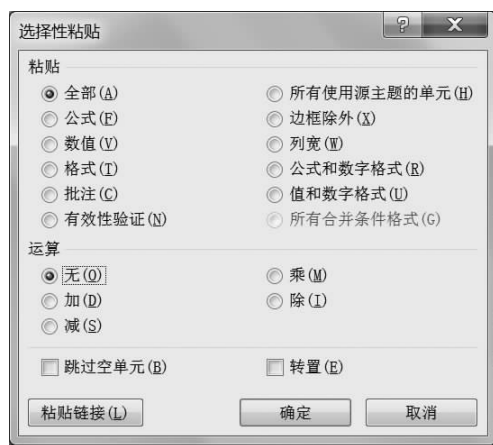 选择性粘贴
粘贴
全部(A) 所有使用源主题的单元(H)
公式(F) 边框除外(X)
数值(V) 列宽(W)
格式(T) 公式和数字格式(R)
批注(C) 值和数字格式(U)
有效性验证(N) 所有合并条件格式(G)
运算
无(O) 乘(M)
加(D) 除(I)
减(S)
跳过空单元(B) 转置(E)
粘贴链接(L) 确定 取消